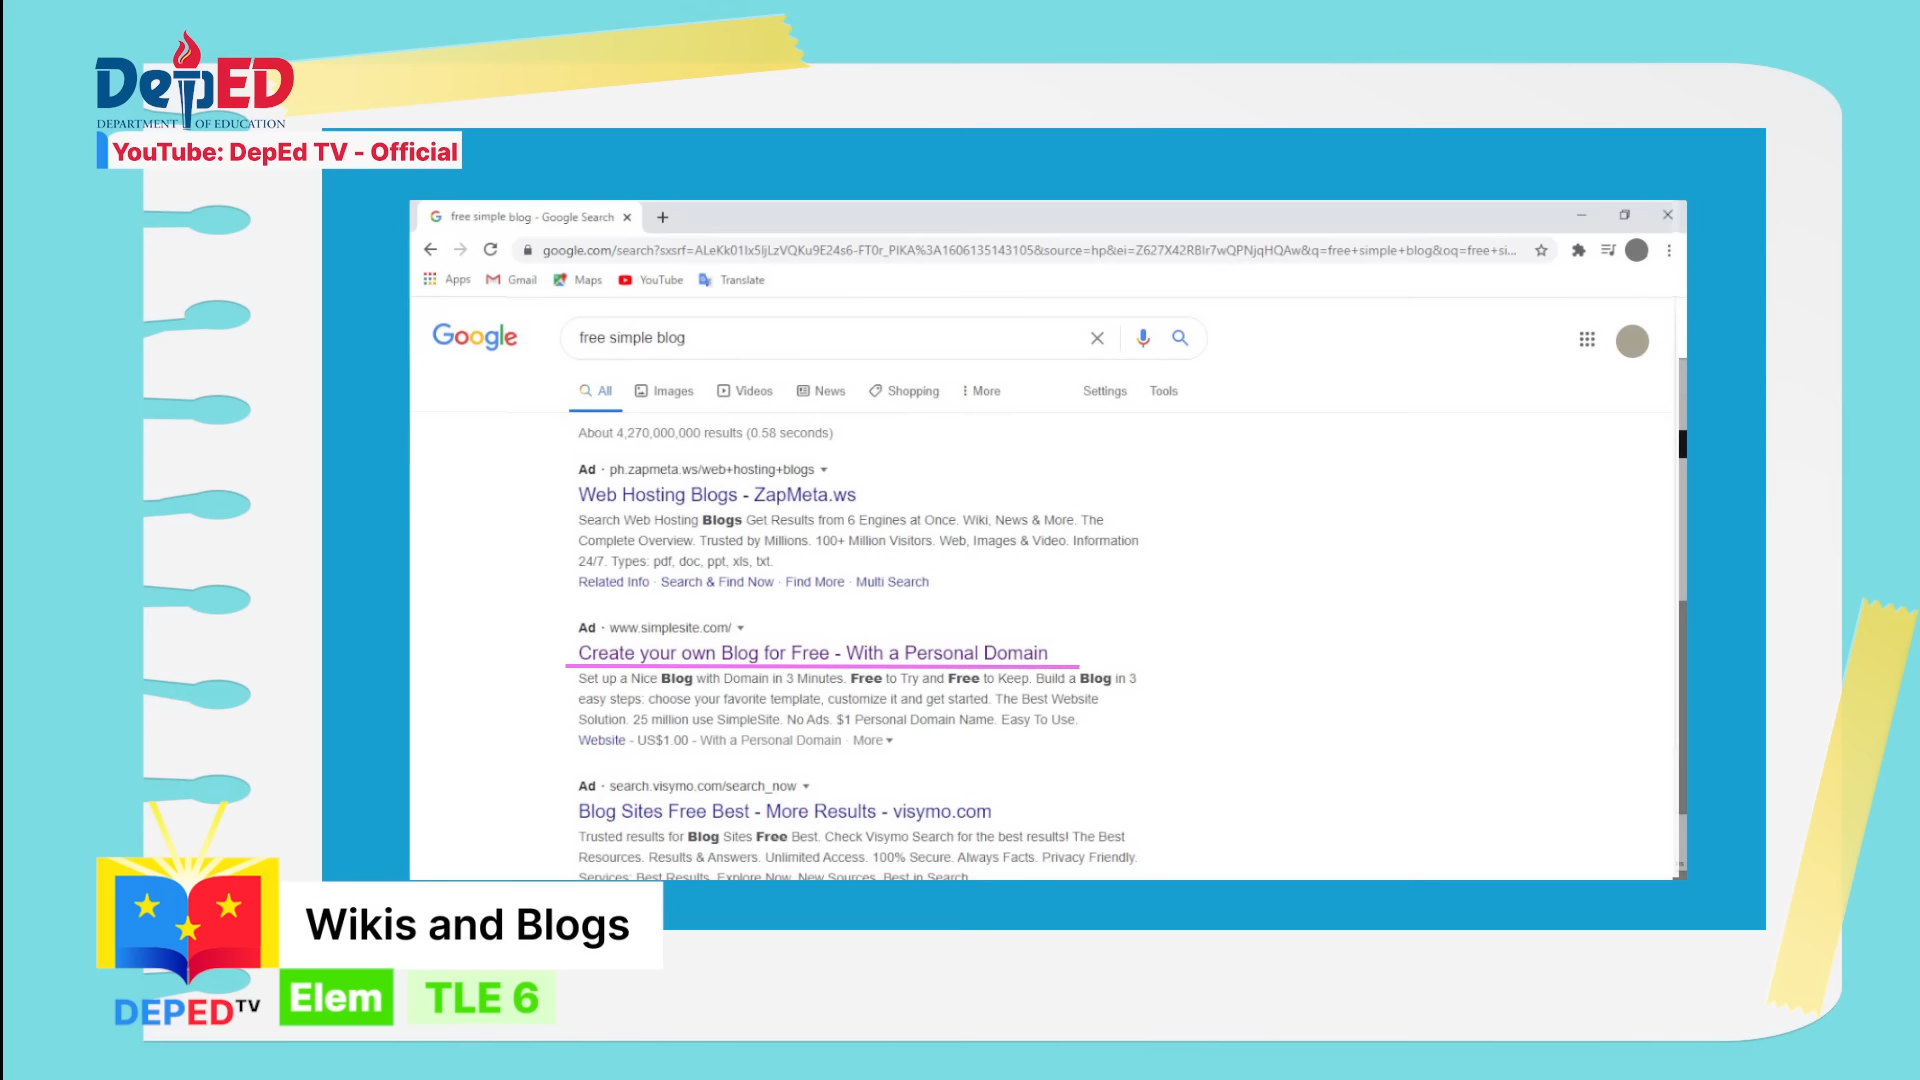 DepED
DEPARTMENT OF EDUCATION
YouTube: DepEd TV - Official
free simple blog - Google Search
google.com/search?sxsrf=ALeKk01lx5ljLzVQKu9E24s6-FT0r_PIKA%3A1606135143105&source=hp&ei=Z627X42RBIr7wQPNjqHQAw&q=free+simple+blog&oq=free+si...
Apps Gmail Maps YouTube Translate
Google
free simple blog
All Images Videos News Shopping More Settings Tools
About 4,270,000,000 results (0.58 seconds)
Ad · ph.zapmeta.ws/web+hosting+blogs
Web Hosting Blogs - ZapMeta.ws
Search Web Hosting Blogs Get Results from 6 Engines at Once. Wiki, News & More. The
Complete Overview. Trusted by Millions. 100+ Million Visitors. Web, Images & Video. Information
24/7. Types: pdf, doc, ppt, xls, txt.
Related Info · Search & Find Now · Find More · Multi Search
Ad · www.simplesite.com/
Create your own Blog for Free - With a Personal Domain
Set up a Nice Blog with Domain in 3 Minutes. Free to Try and Free to Keep. Build a Blog in 3
easy steps: choose your favorite template, customize it and get started. The Best Website
Solution. 25 million use SimpleSite. No Ads. $1 Personal Domain Name. Easy To Use.
Website - US$1.00 - With a Personal Domain · More
Ad · search.visymo.com/search_now
Blog Sites Free Best - More Results - visymo.com
Trusted results for Blog Sites Free Best. Check Visymo Search for the best results! The Best
Resources. Results & Answers. Unlimited Access. 100% Secure. Always Facts. Privacy Friendly.
Services: Best Results, Explore Now, New Sources, Best in Search
Wikis and Blogs
Elem TLE 6
DEPED TV